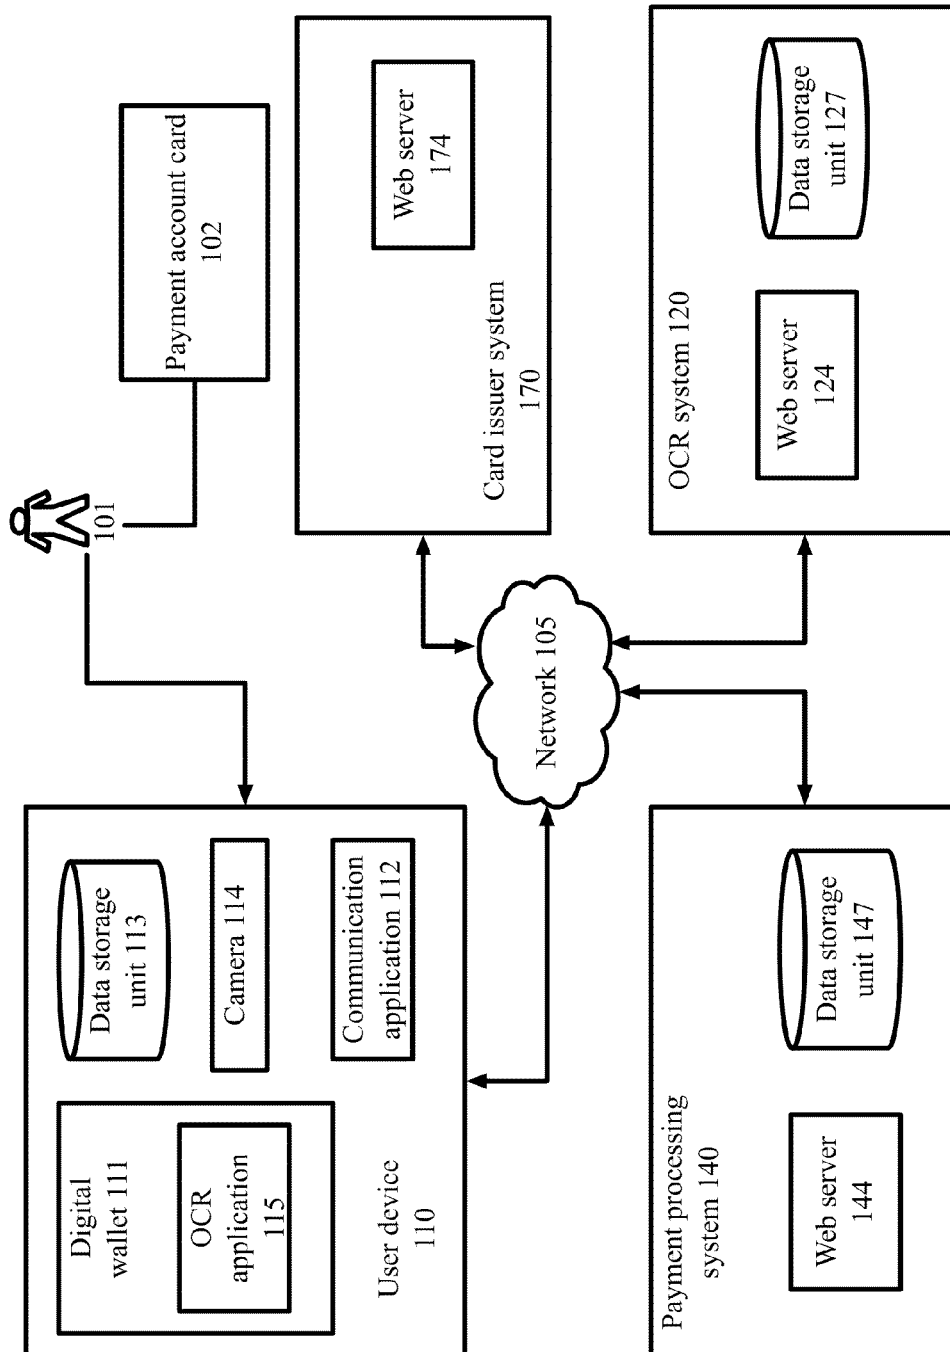 101
Payment account card
102
Digital
wallet 111
OCR
application
115
Data storage
unit 113
Camera 114
Communication
application 112
User device
110
Web server
174
Card issuer system
170
Network 105
Payment processing
system 140
Web server
144
Data storage
unit 147
OCR system 120
Web server
124
Data storage
unit 127